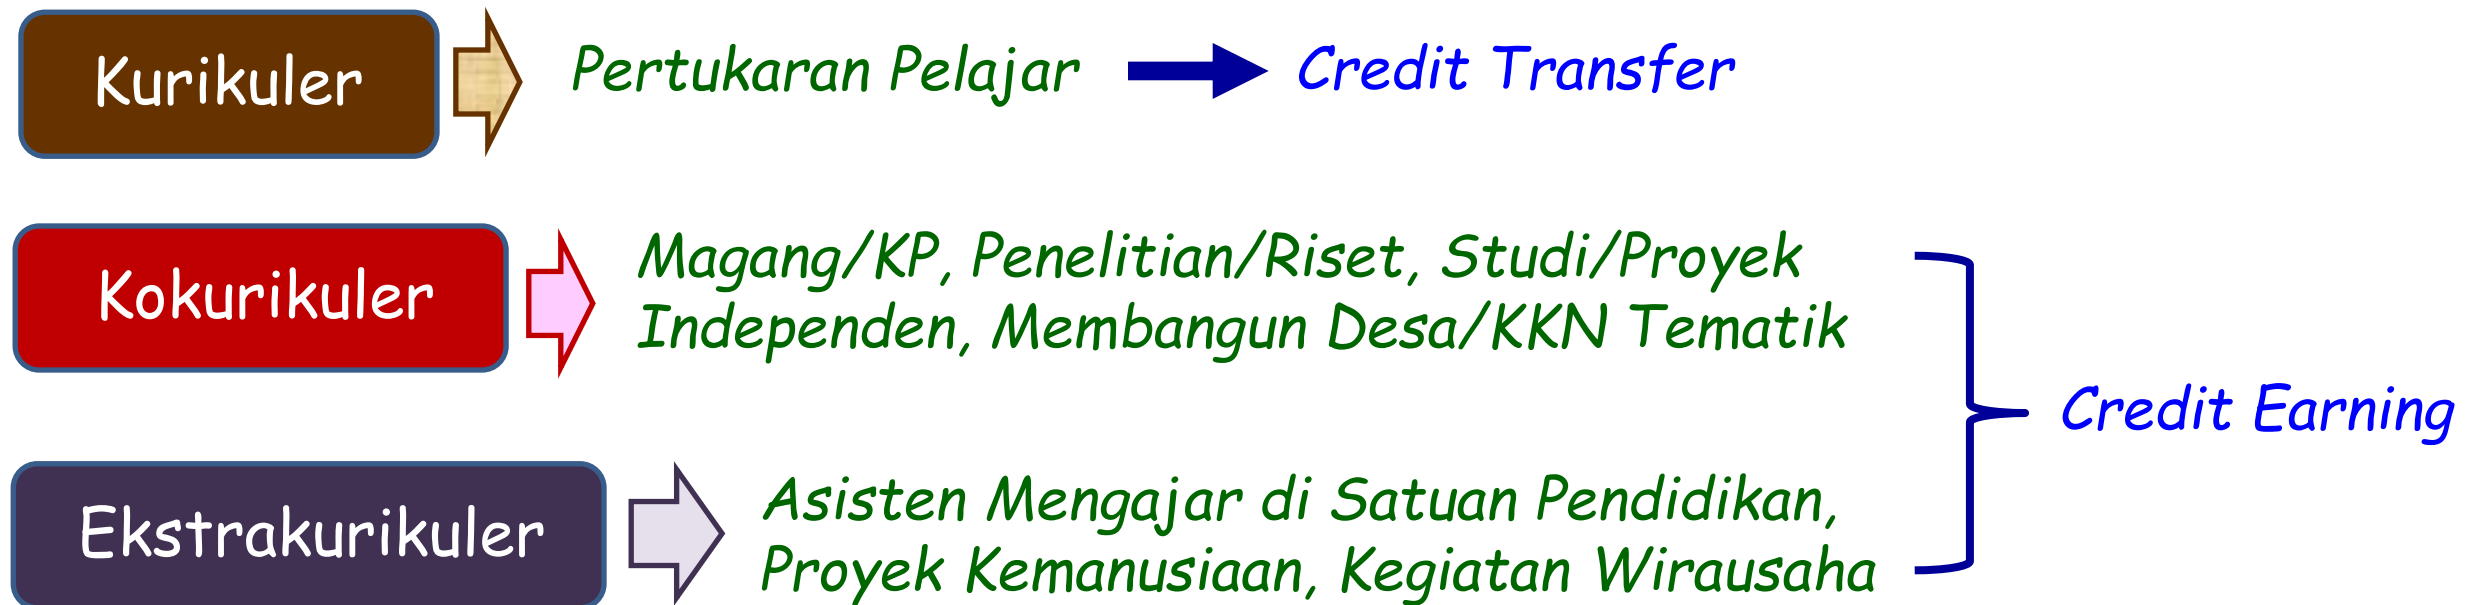 Kurikuler
Pertukaran Pelajar
Credit Transfer
Kokurikuler
Magang/KP, Penelitian/Riset, Studi/Proyek
Independen, Membangun Desa/KKN Tematik
Credit Earning
Ekstrakurikuler
Asisten Mengajar di Satuan Pendidikan,
Proyek Kemanusiaan, Kegiatan Wirausaha